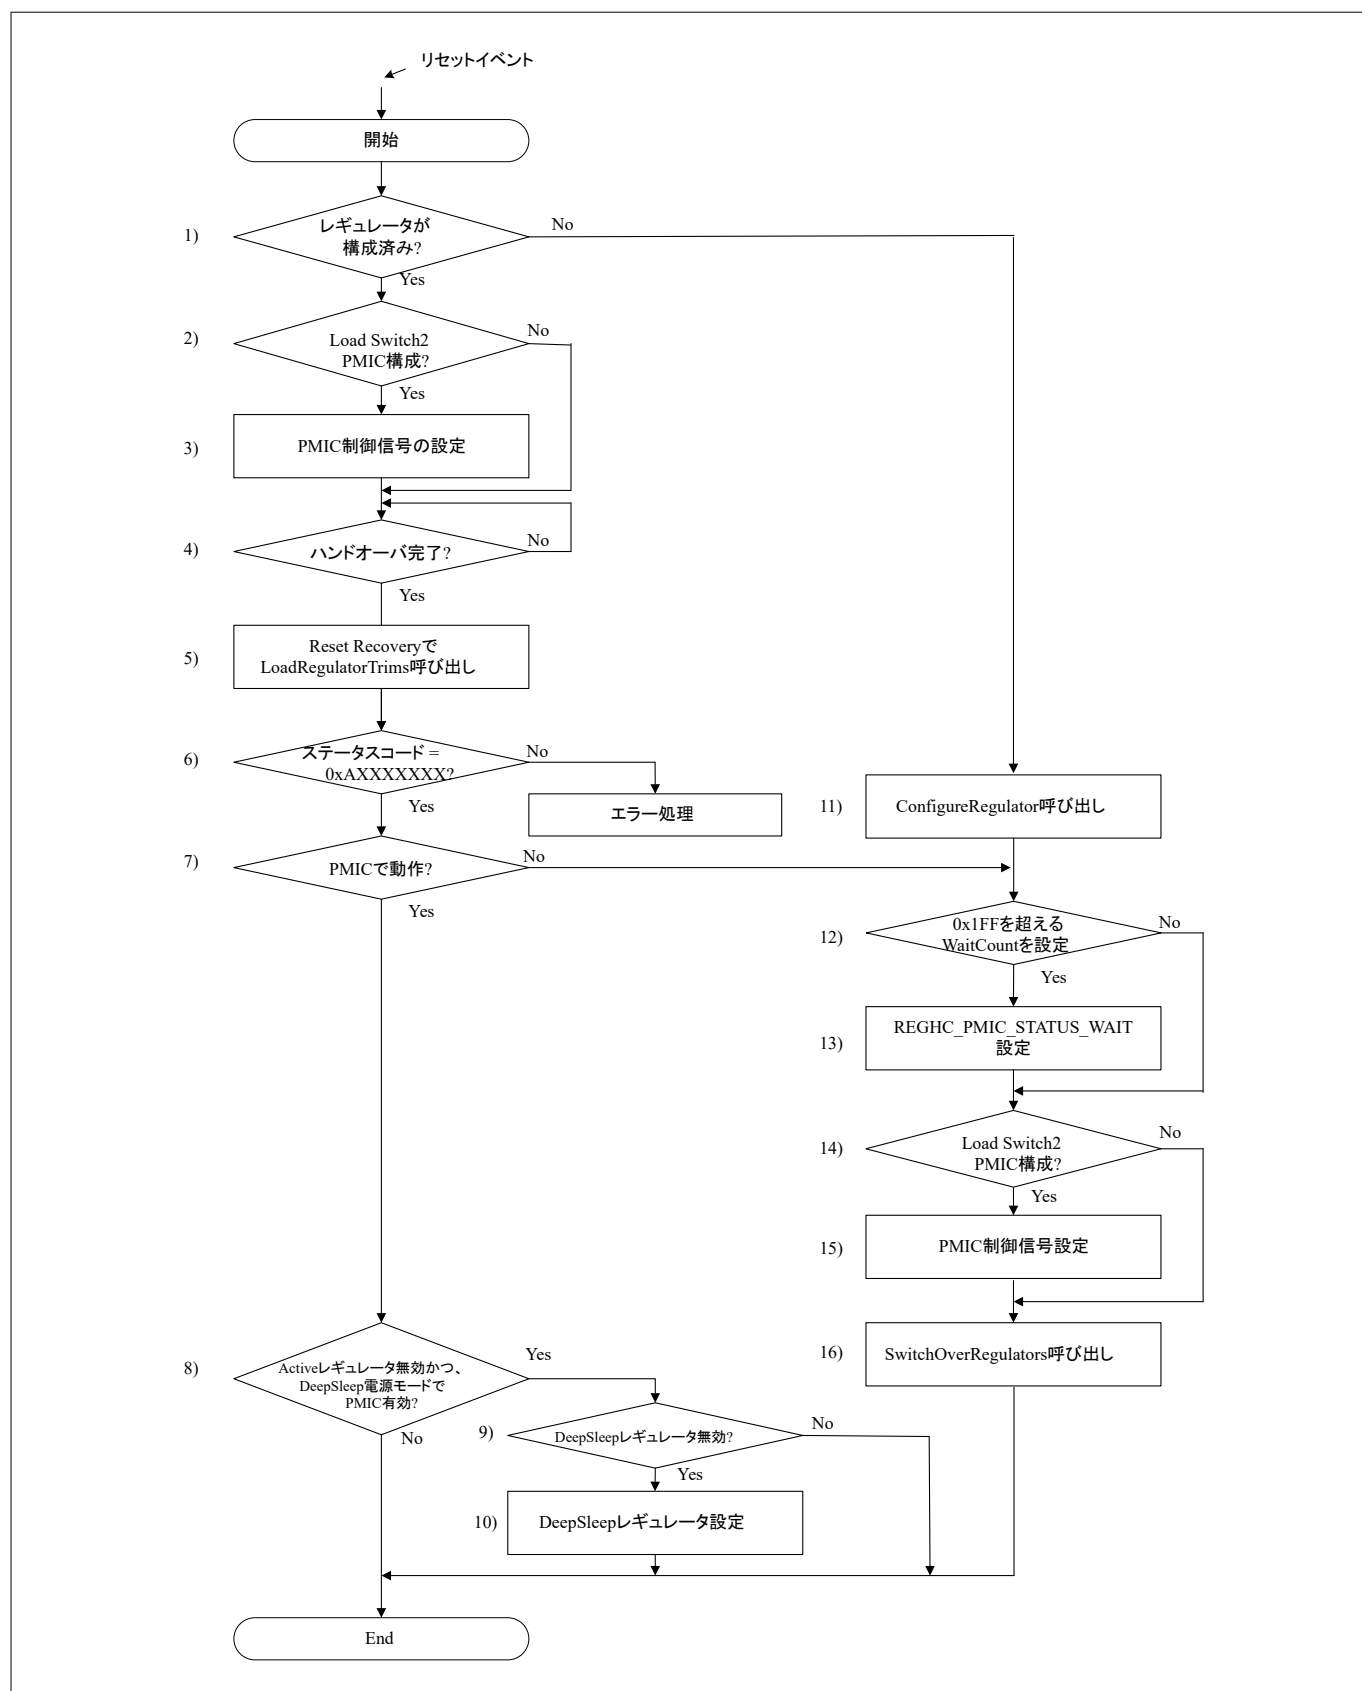 リセットイベント
開始
1)
レギュレータが
構成済み?
No
Yes
2)
Load Switch2
PMIC構成?
No
Yes
3)
PMIC制御信号の設定
4)
ハンドオーバ完了?
No
Yes
5)
Reset Recoveryで
LoadRegulatorTrims呼び出し
6)
ステータスコード =
0xAXXXXXXX?
No
Yes
エラー処理
7)
PMICで動作?
No
Yes
11)
ConfigureRegulator呼び出し
12)
0x1FFを超える
WaitCountを設定
No
Yes
13)
REGHC_PMIC_STATUS_WAIT
設定
14)
Load Switch2
PMIC構成?
No
Yes
15)
PMIC制御信号設定
16)
SwitchOverRegulators呼び出し
8)
Activeレギュレータ無効かつ、
DeepSleep電源モードで
PMIC有効?
Yes
No
9)
DeepSleepレギュレータ無効?
No
Yes
10)
DeepSleepレギュレータ設定
End